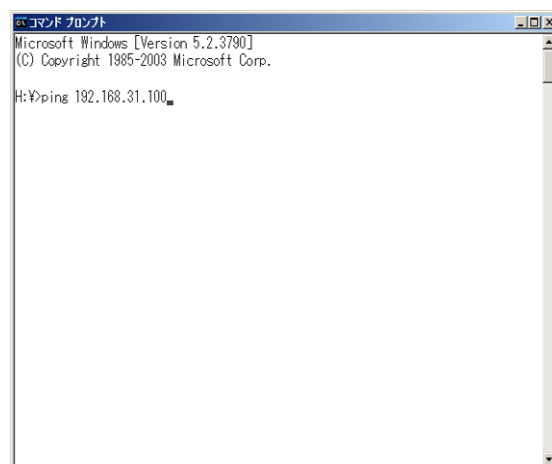 コマンド プロンプト
Microsoft Windows [Version 5.2.3790]
(C) Copyright 1985-2003 Microsoft Corp.
H:¥>ping 192.168.31.100_